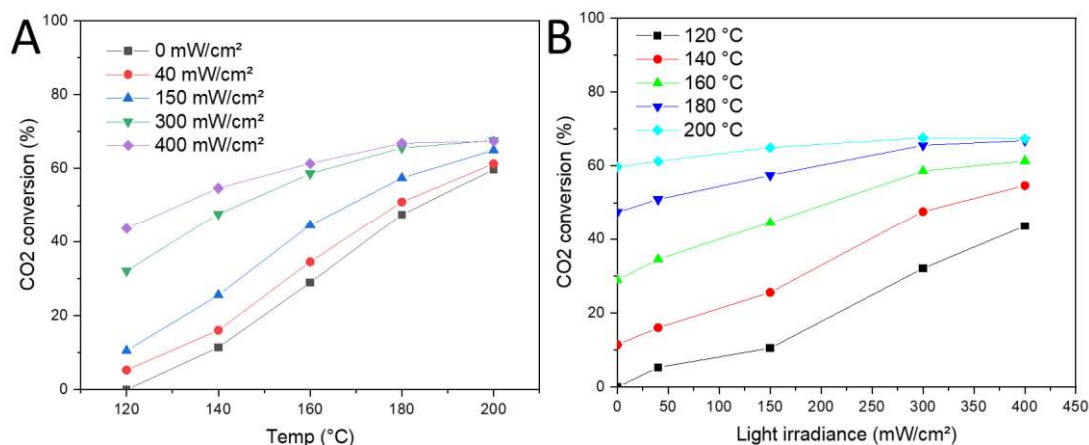 A
0 mW/cm²
40 mW/cm²
150 mW/cm²
300 mW/cm²
400 mW/cm²
CO2 conversion (%)
100
80
60
40
20
0
120 140 160 180 200
Temp (°C)
B
120 °C
140 °C
160 °C
180 °C
200 °C
CO2 conversion (%)
100
80
60
40
20
0
0 50 100 150 200 250 300 350 400 450
Light irradiance (mW/cm²)